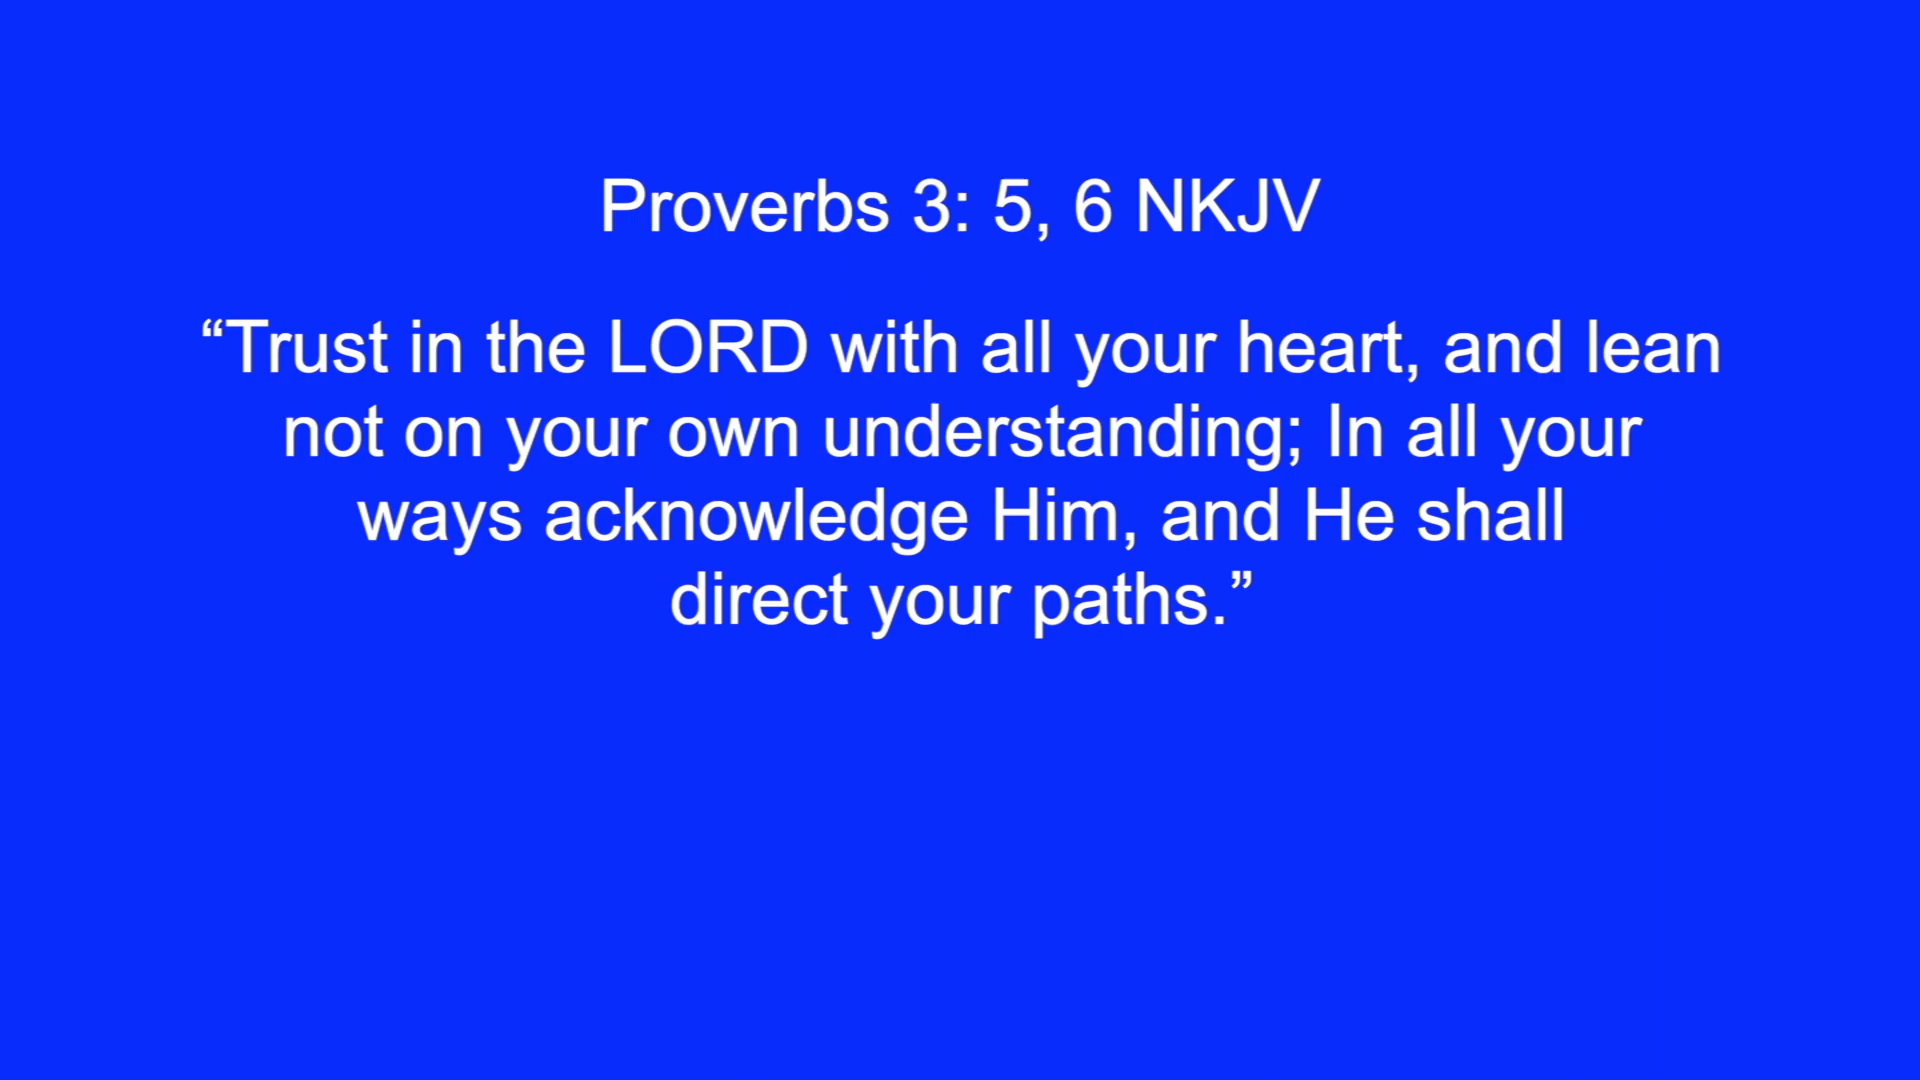 Proverbs 3: 5, 6 NKJV
“Trust in the LORD with all your heart, and lean
not on your own understanding; In all your
ways acknowledge Him, and He shall
direct your paths.”